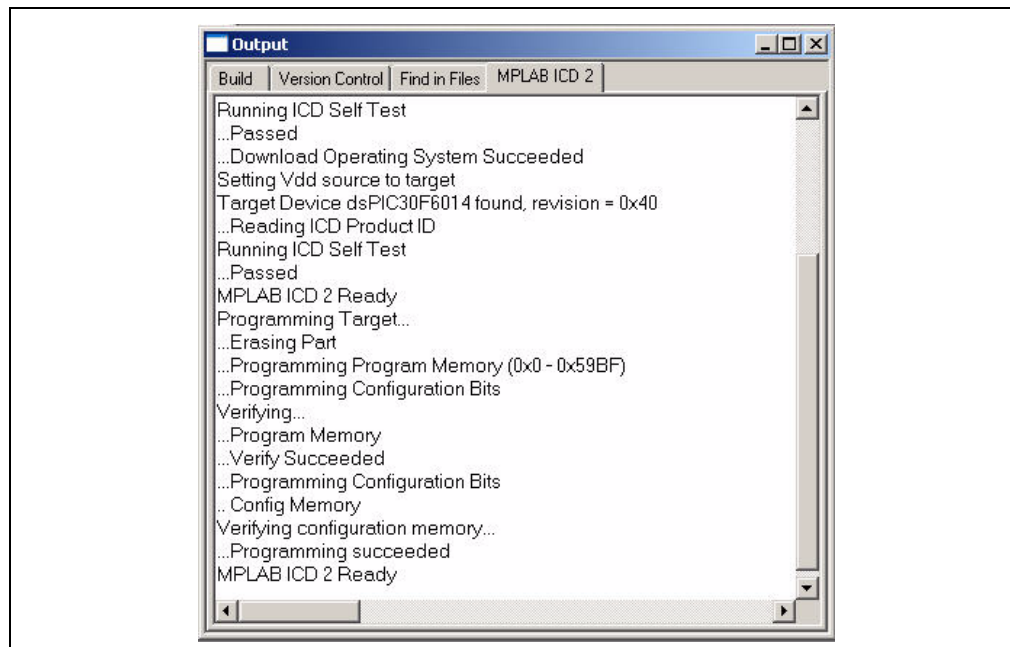 Output
Build Version Control Find in Files MPLAB ICD 2
Running ICD Self Test
...Passed
...Download Operating System Succeeded
Setting Vdd source to target
Target Device dsPIC30F6014 found, revision = 0x40
...Reading ICD Product ID
Running ICD Self Test
...Passed
MPLAB ICD 2 Ready
Programming Target...
...Erasing Part
...Programming Program Memory (0x0 - 0x59BF)
...Programming Configuration Bits
Verifying...
...Program Memory
...Verify Succeeded
...Programming Configuration Bits
.. Config Memory
Verifying configuration memory...
...Programming succeeded
MPLAB ICD 2 Ready